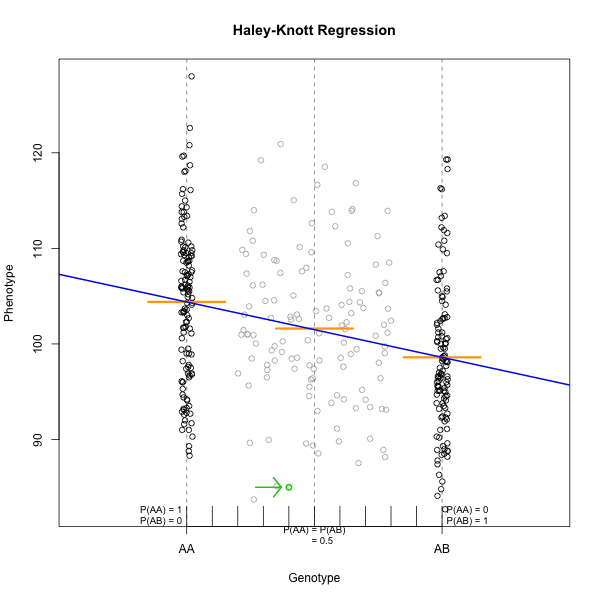 Haley-Knott Regression
Phenotype
120
110
100
90
P(AA) = 1
P(AB) = 0
P(AA) = P(AB)
= 0.5
P(AA) = 0
P(AB) = 1
AA
AB
Genotype